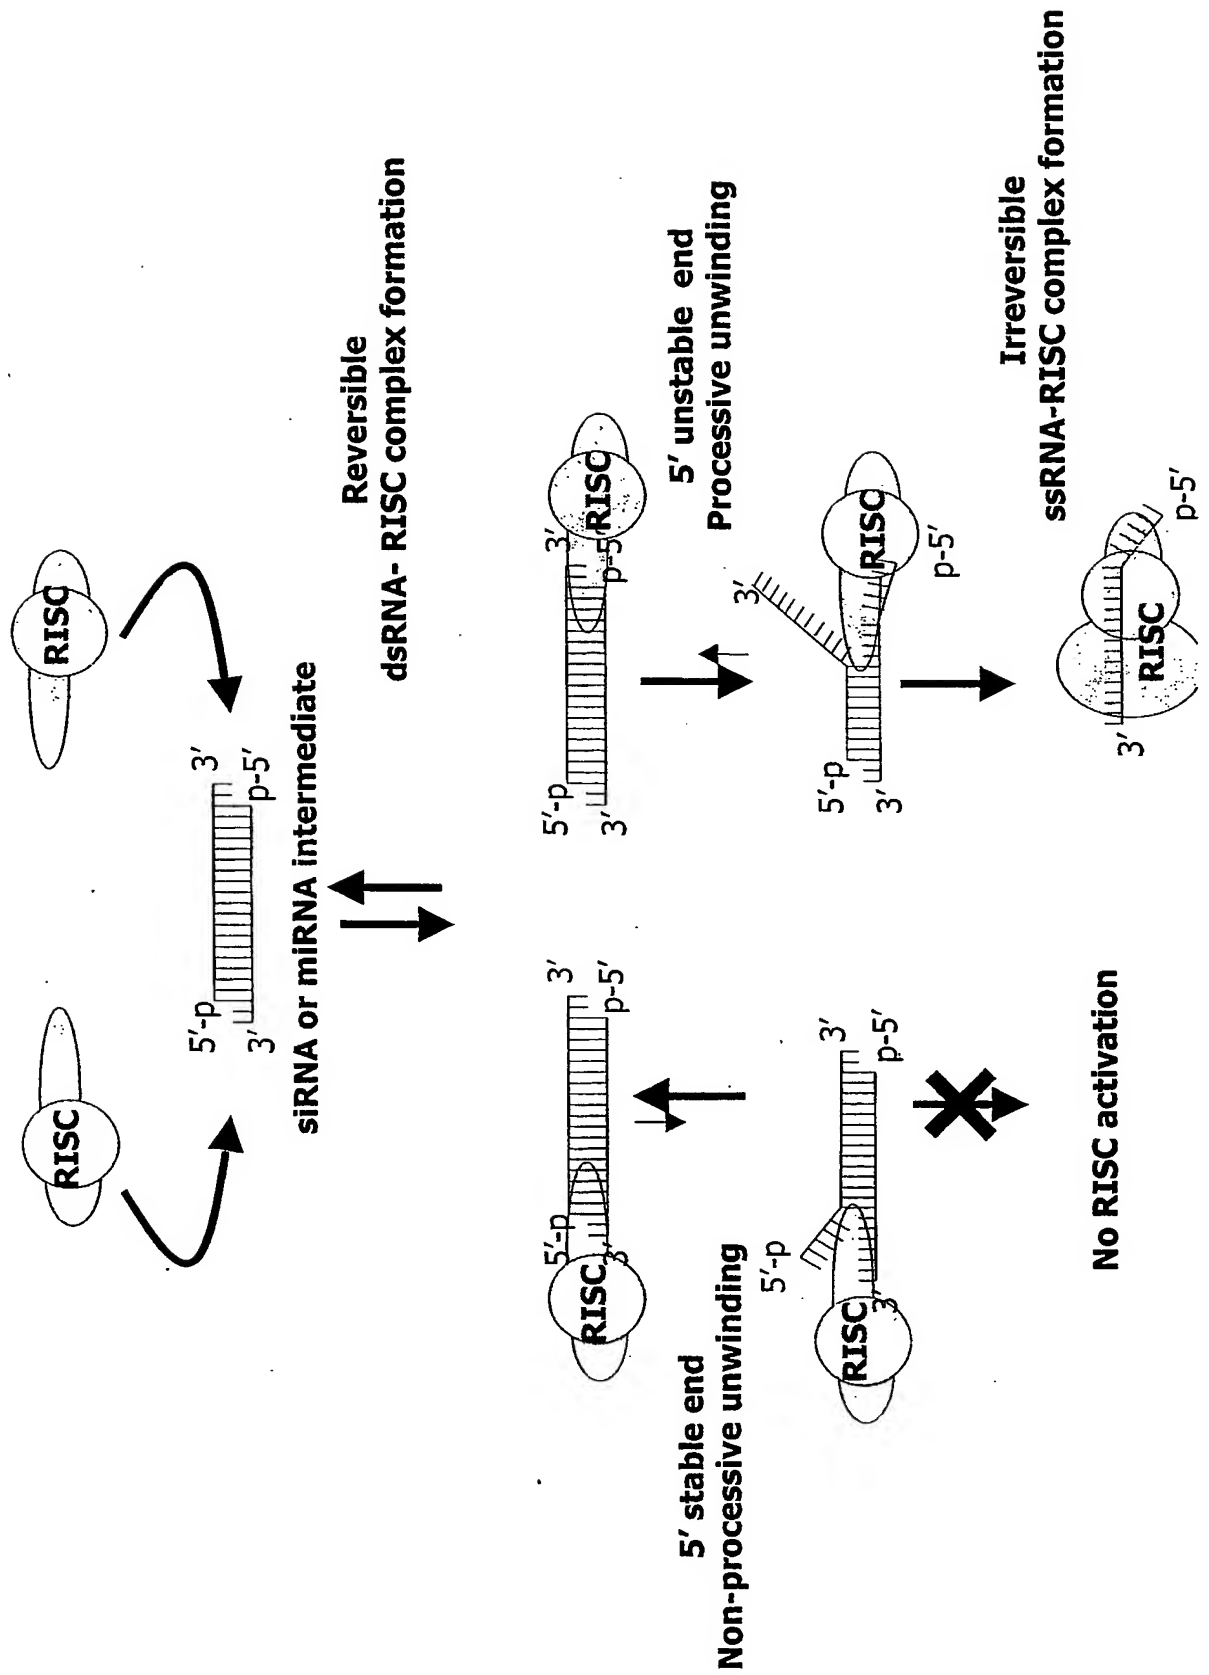 RISC
RISC
5'-p
3'
3'
p-5'
siRNA or miRNA intermediate
Reversible
dsRNA- RISC complex formation
5'-p
3'
RISC
3'
p-5'
5'-p
3'
3'
p-5'
RISC
5' stable end
Non-processive unwinding
5' unstable end
Processive unwinding
5'-p
RISC
3'
3'
p-5'
5'-p
3'
3'
RISC
p-5'
No RISC activation
Irreversible
ssRNA-RISC complex formation
3'
RISC
p-5'